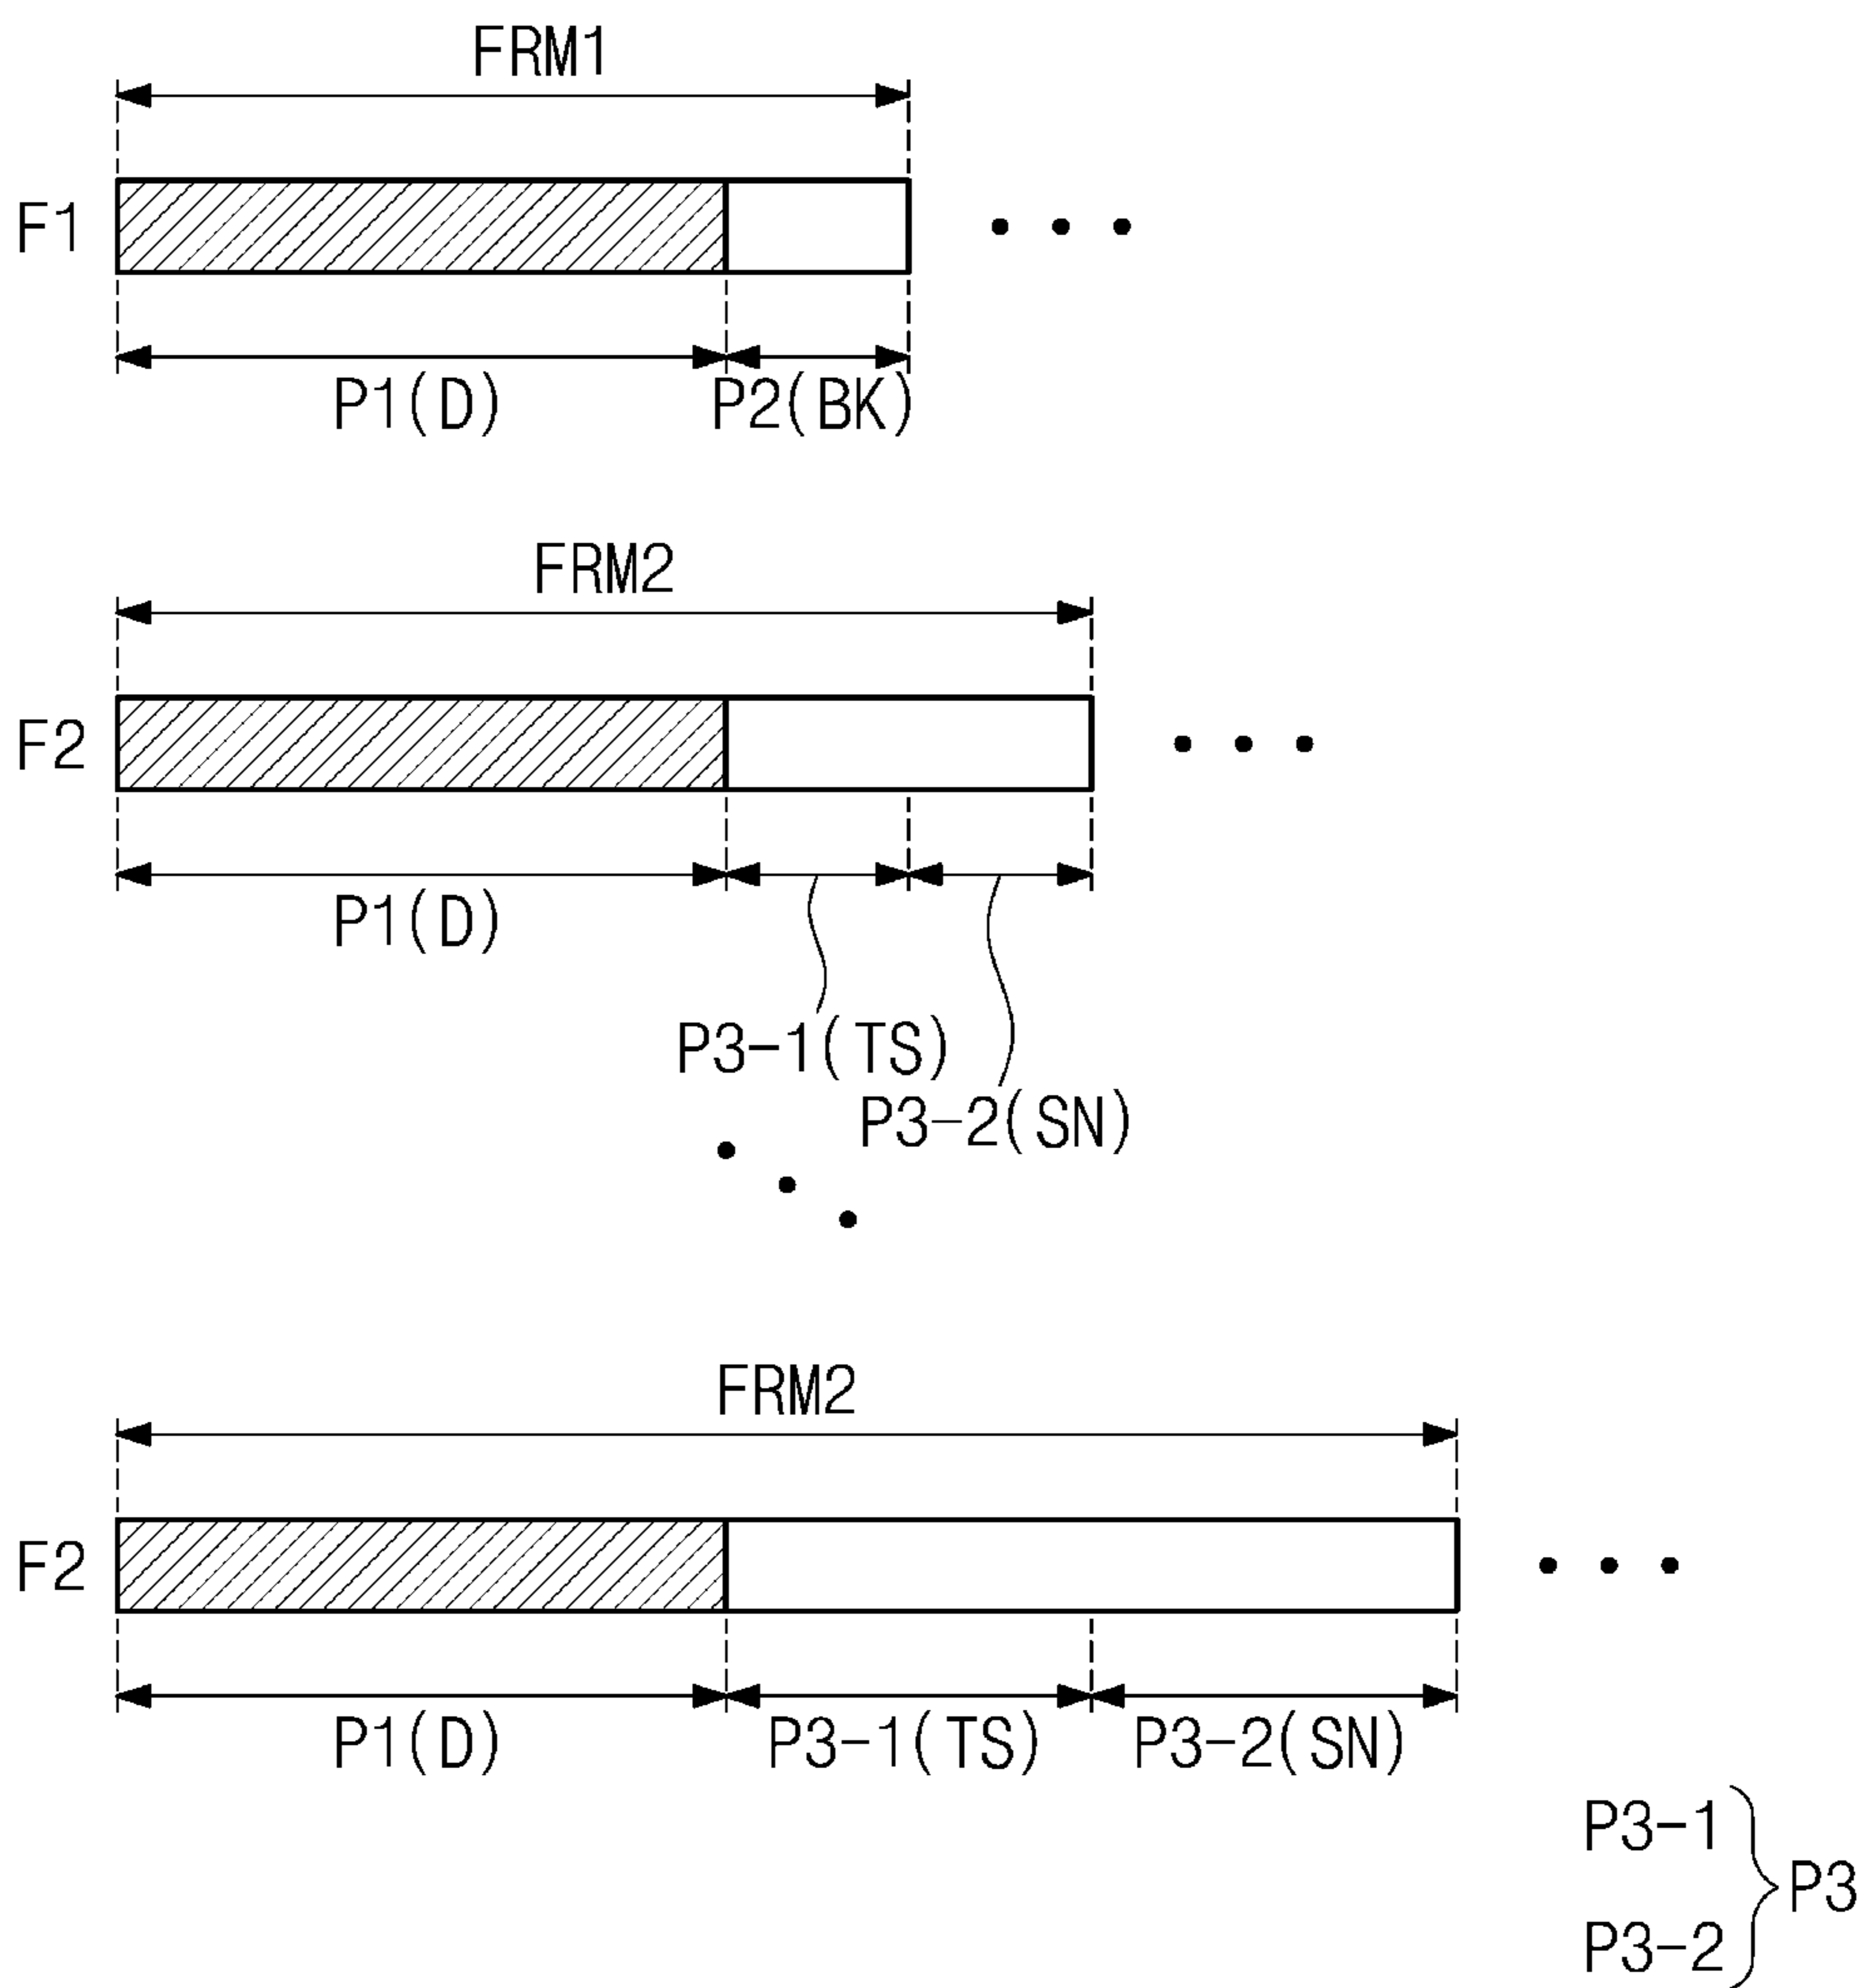 FRM1
F1
P1(D) P2(BK)
FRM2
F2
P1(D)
P3-1(TS)
P3-2(SN)
FRM2
F2
P1(D) P3-1(TS) P3-2(SN)
P3-1
P3
P3-2